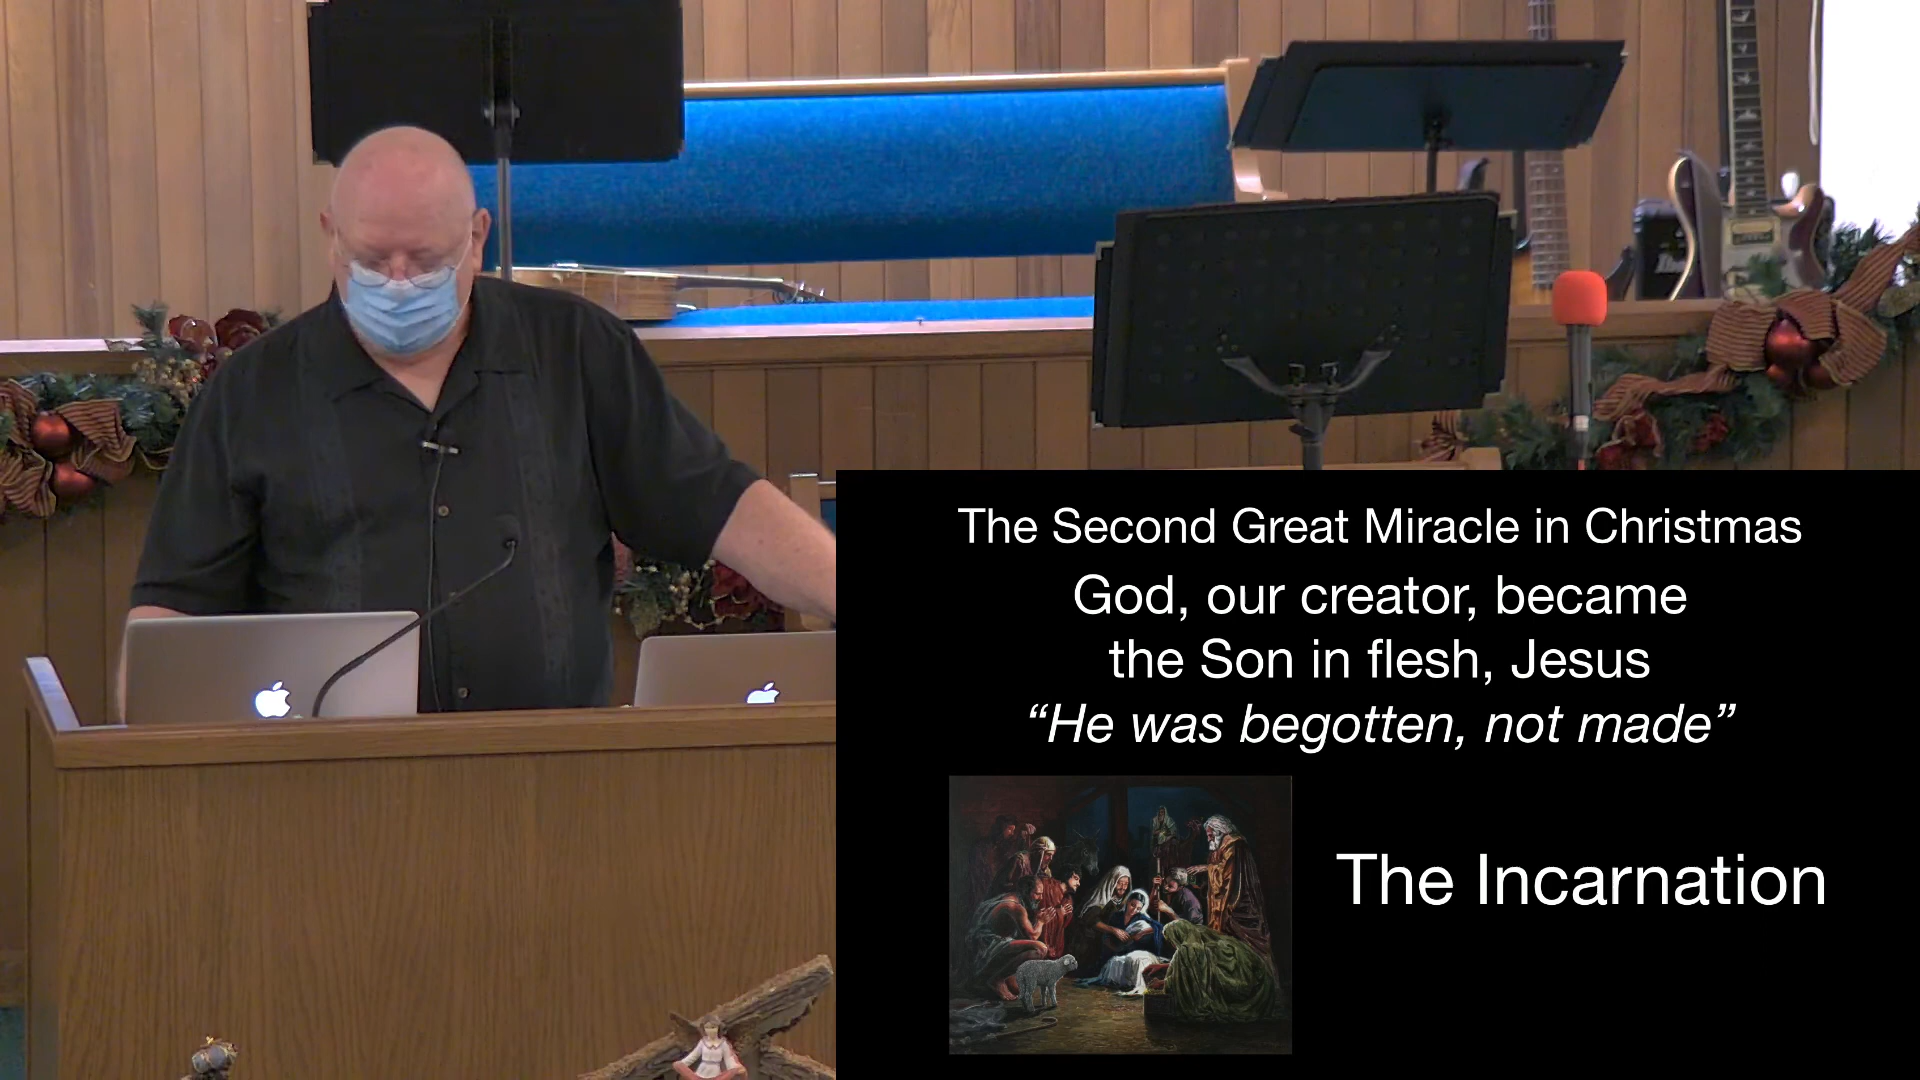 The Second Great Miracle in Christmas
God, our creator, became
the Son in flesh, Jesus
“He was begotten, not made”
The Incarnation